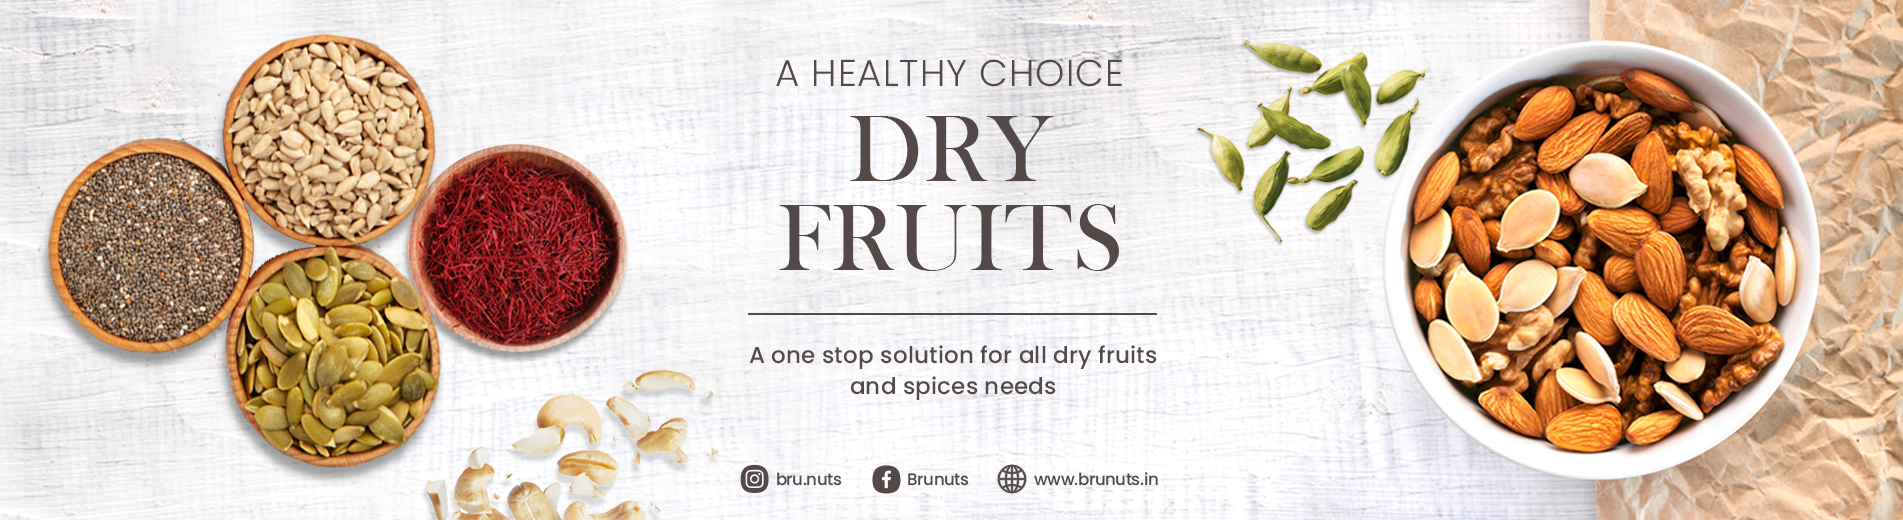 A HEALTHY CHOICE
DRY
FRUITS
A one stop solution for all dry fruits
and spices needs
bru.nuts
Brunuts
www.brunuts.in